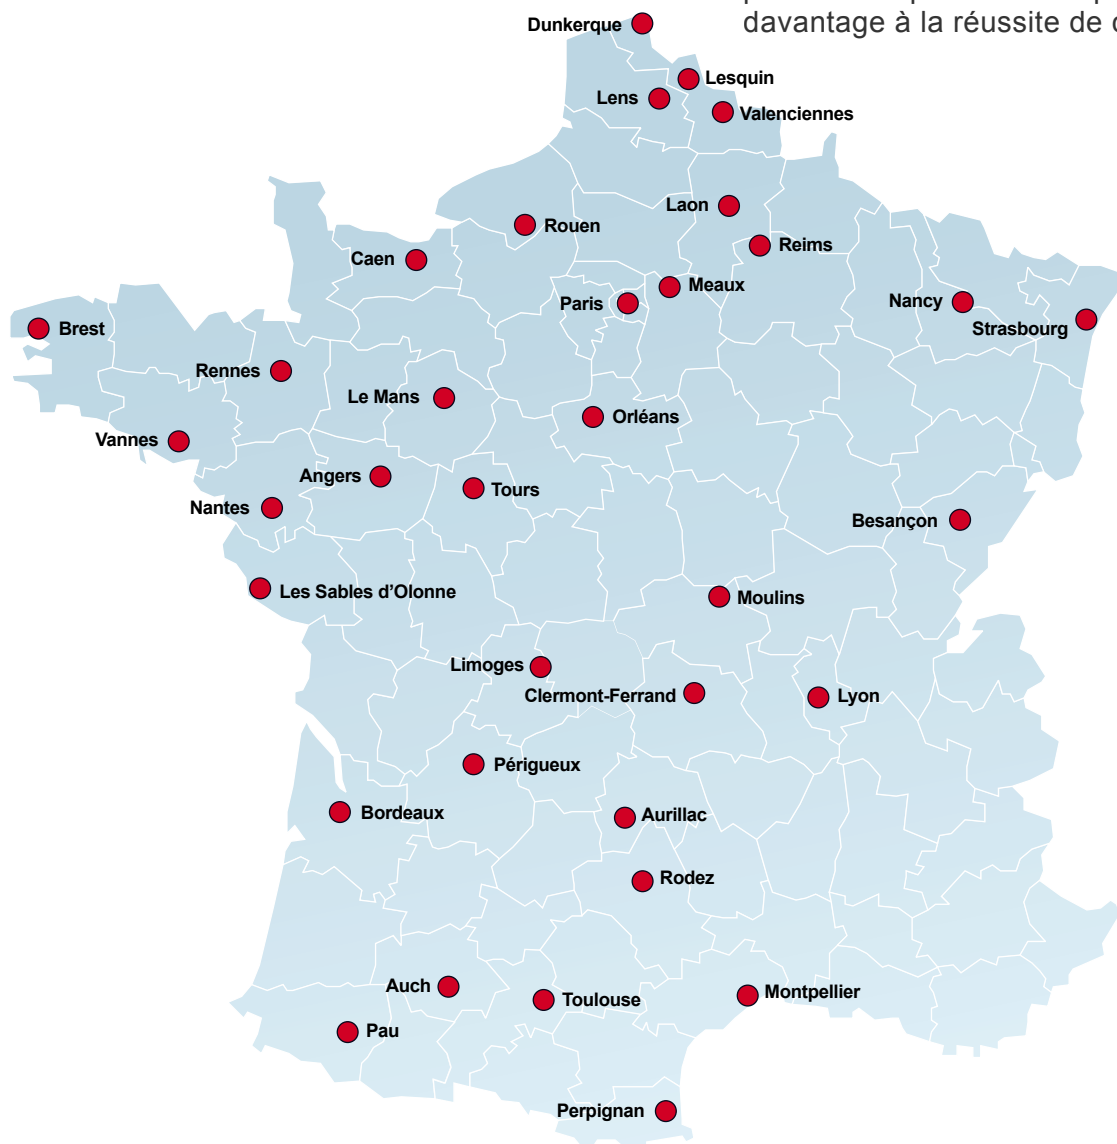 davantage à la réussite de
Dunkerque
Lesquin
Lens
Valenciennes
Laon
Rouen
Reims
Caen
Meaux
Paris
Nancy
Strasbourg
Brest
Rennes
Le Mans
Orléans
Vannes
Angers
Tours
Nantes
Besançon
Les Sables d’Olonne
Moulins
Limoges
Clermont-Ferrand
Lyon
Périgueux
Bordeaux
Aurillac
Rodez
Auch
Toulouse
Montpellier
Pau
Perpignan